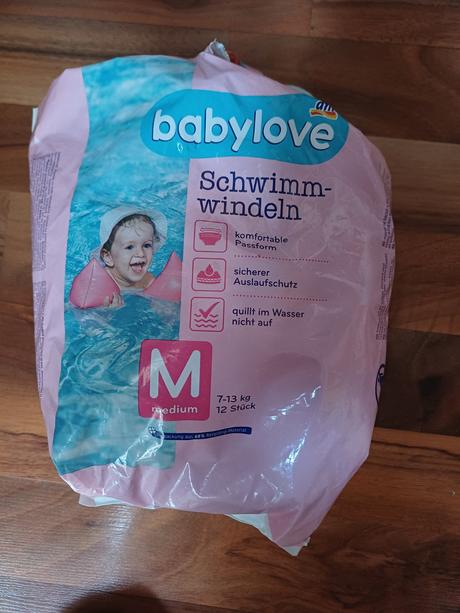 dm
babylove
Schwimm-
windeln
komfortable
Passform
sicherer
Auslaufschutz
quillt im Wasser
nicht auf
M
medium
7-13 kg
12 Stück